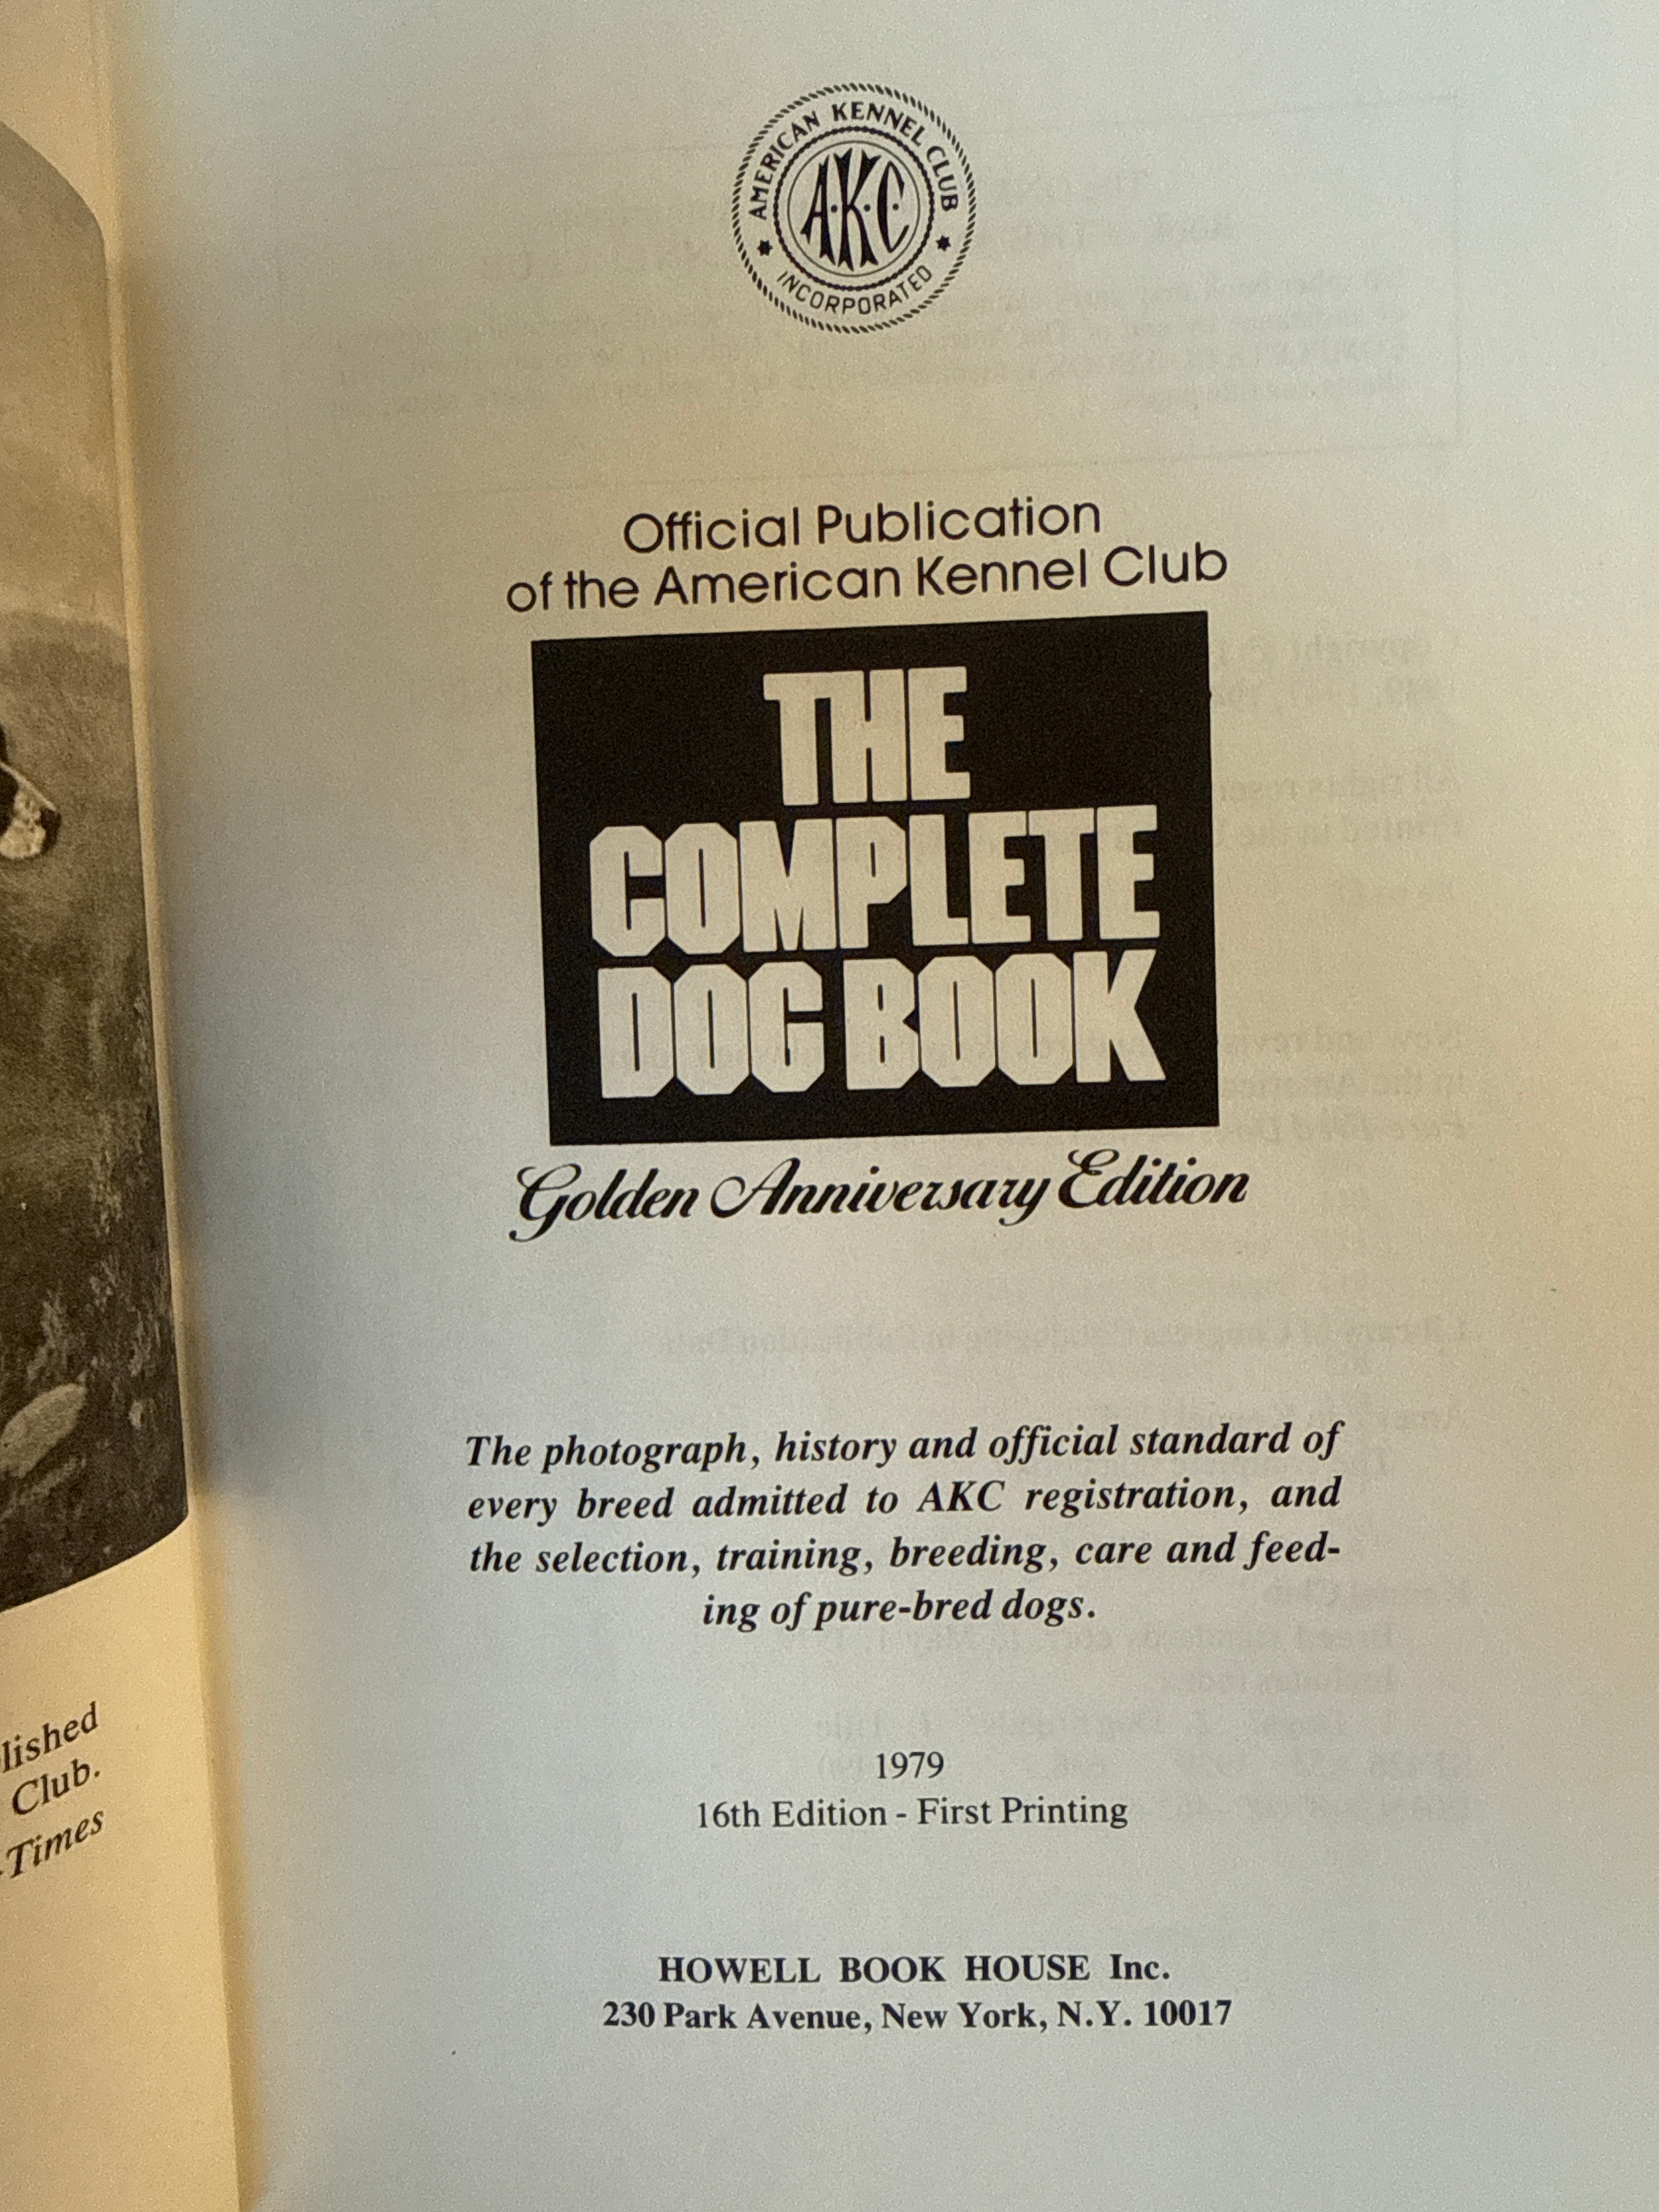 AMERICAN KENNEL CLUB
A·K·C·
INCORPORATED
Official Publication
of the American Kennel Club
THE
COMPLETE
DOG BOOK
Golden Anniversary Edition
The photograph, history and official standard of
every breed admitted to AKC registration, and
the selection, training, breeding, care and feed-
ing of pure-bred dogs.
1979
16th Edition - First Printing
HOWELL BOOK HOUSE Inc.
230 Park Avenue, New York, N.Y. 10017
lished
Club.
-Times